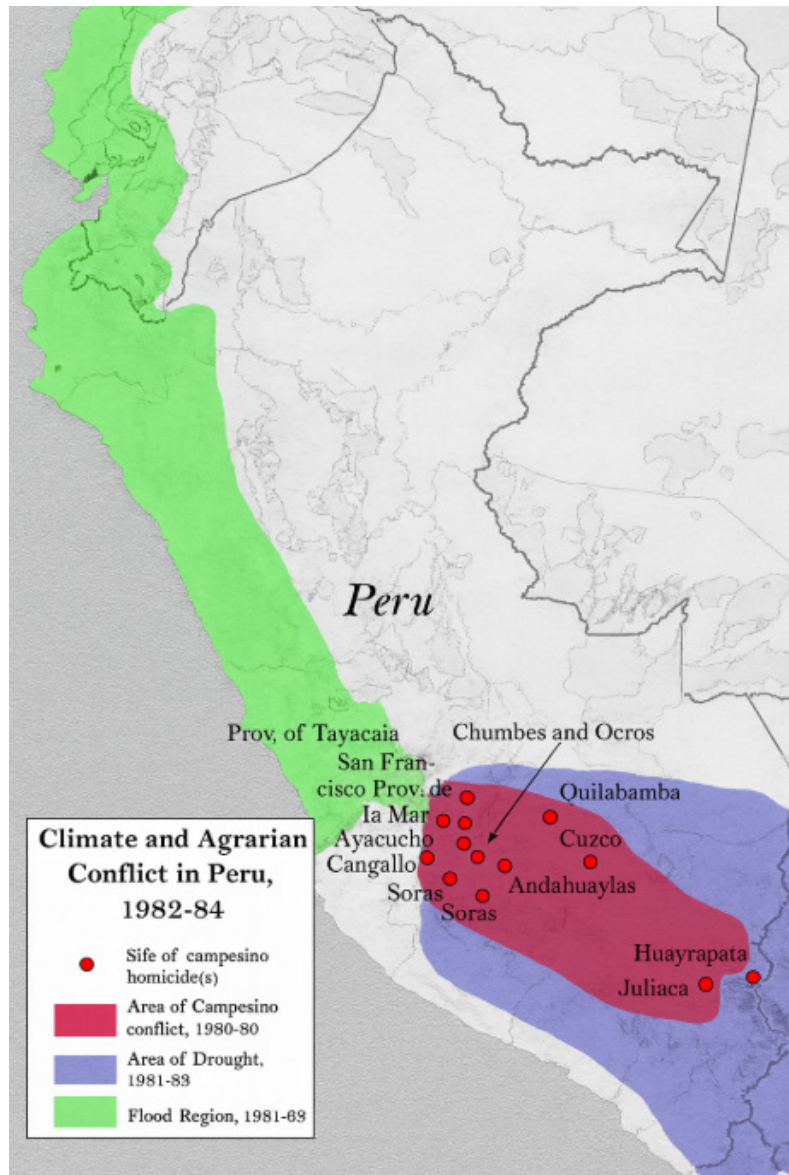 Peru
Prov, of Tayacaia
Chumbes and Ocros
San Fran-
cisco Prov. de
Ia Mar
Quilabamba
Ayacucho
Cuzco
Cangallo
Andahuaylas
Soras
Soras
Huayrapata
Juliaca
Climate and Agrarian
Conflict in Peru,
1982-84
Sife of campesino
homicide(s)
Area of Campesino
conflict, 1980-80
Area of Drought,
1981-83
Flood Region, 1981-63